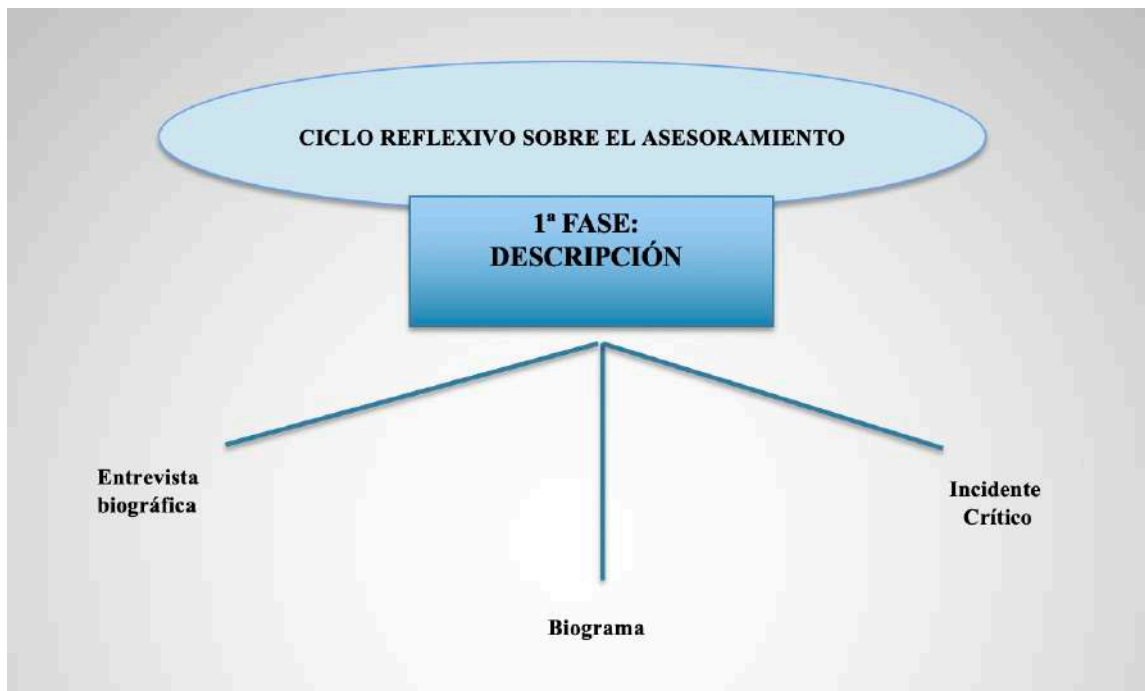 CICLO REFLEXIVO SOBRE EL ASESORAMIENTO
1ª FASE:
DESCRIPCIÓN
Entrevista
biográfica
Incidente
Crítico
Biograma